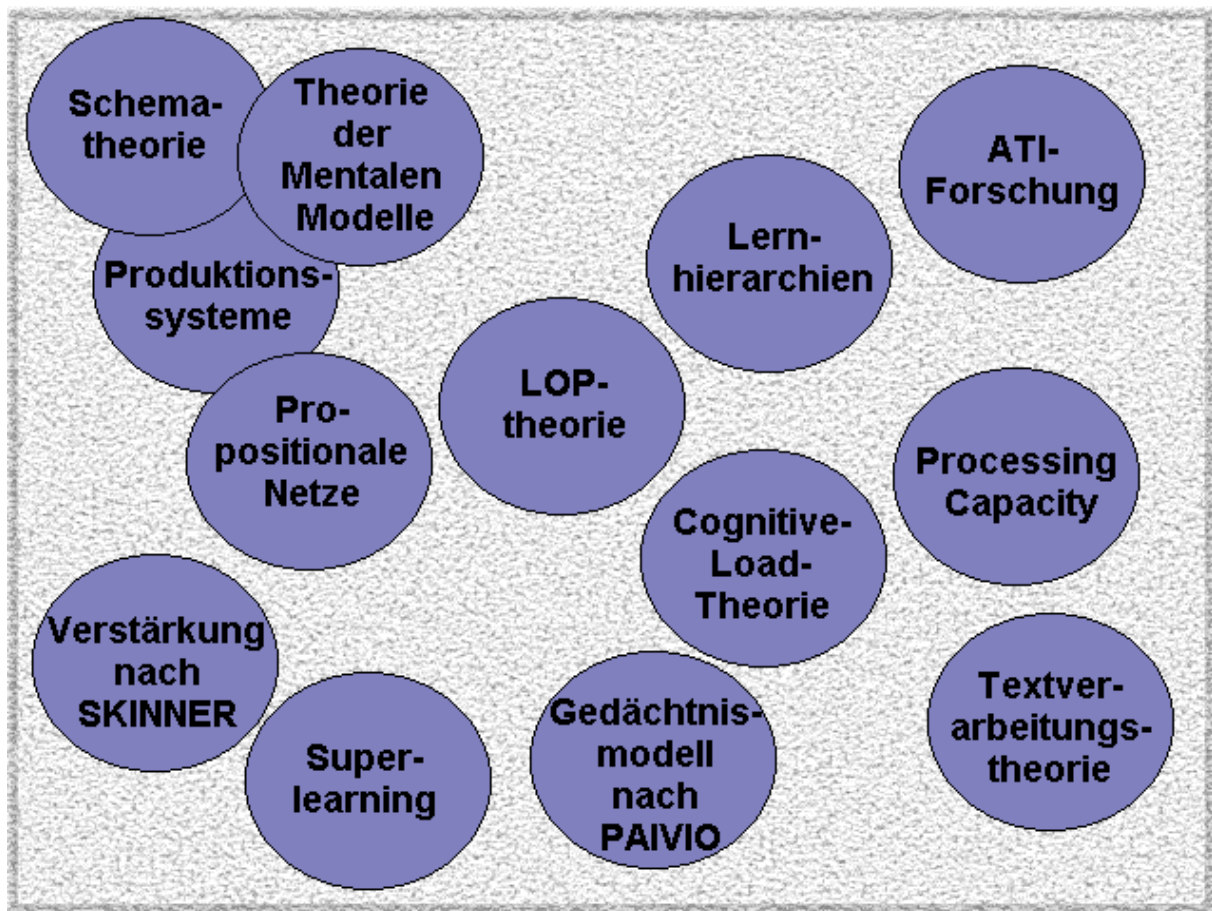 Schema-
theorie
Theorie
der
Mentalen
Modelle
ATI-
Forschung
Lern-
hierarchien
Produktions-
systeme
LOP-
theorie
Pro-
positionale
Netze
Processing
Capacity
Cognitive-
Load-
Theorie
Verstärkung
nach
SKINNER
Super-
learning
Gedächtnis-
modell
nach
PAIVIO
Textver-
arbeitungs-
theorie